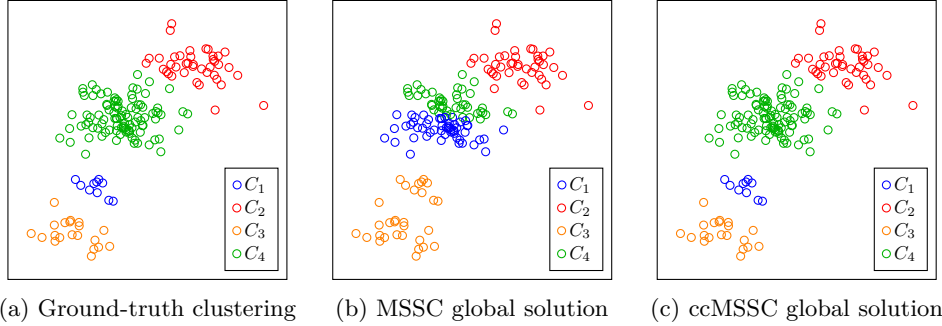 C₁
C₂
C₃
C₄
C₁
C₂
C₃
C₄
C₁
C₂
C₃
C₄
(a) Ground-truth clustering
(b) MSSC global solution
(c) ccMSSC global solution